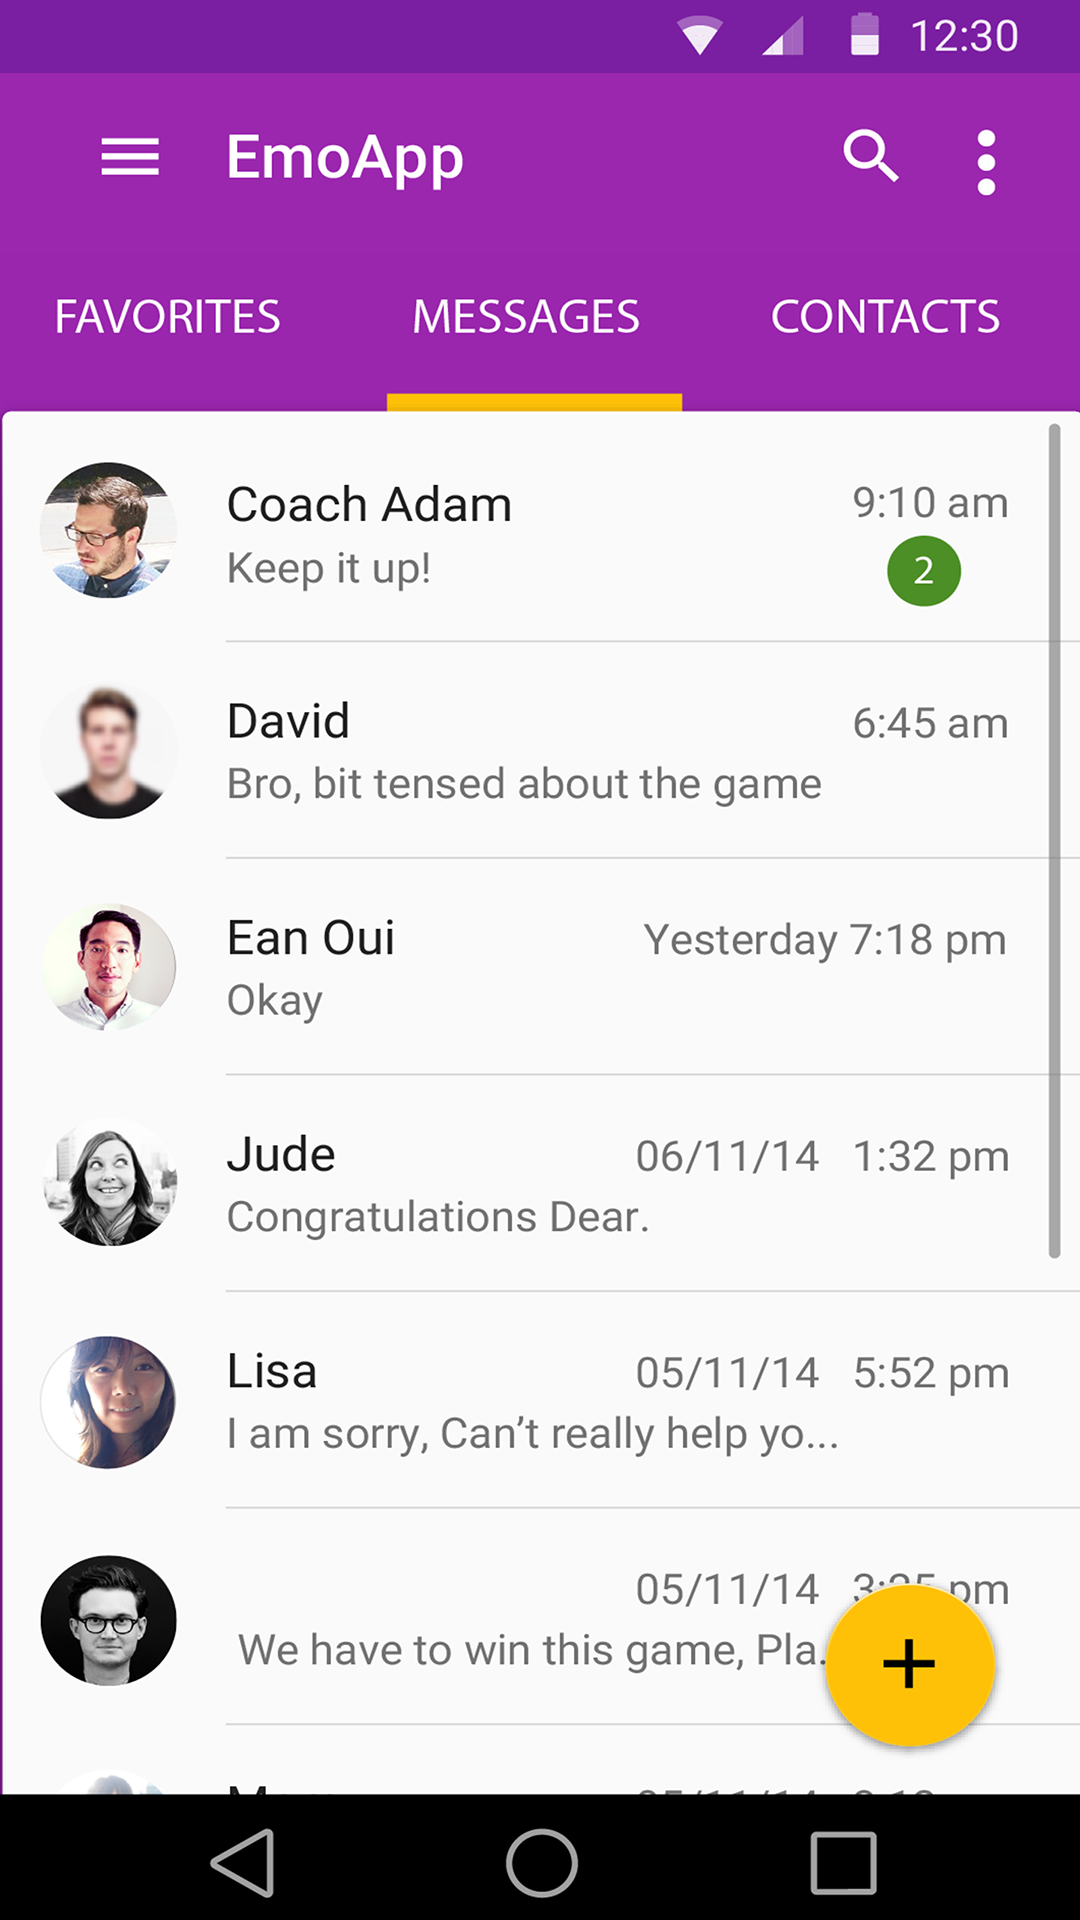 12:30
EmoApp
FAVORITES MESSAGES CONTACTS
Coach Adam 9:10 am
Keep it up! 2
David 6:45 am
Bro, bit tensed about the game
Ean Oui Yesterday 7:18 pm
Okay
Jude 06/11/14 1:32 pm
Congratulations Dear.
Lisa 05/11/14 5:52 pm
I am sorry, Can’t really help yo...
05/11/14 pm
We have to win this game, Pla.
+